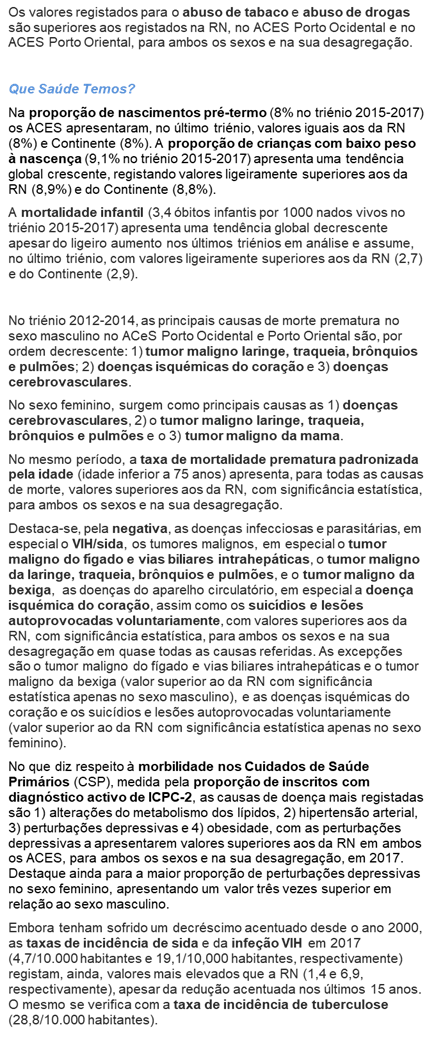 Os valores registados para o abuso de tabaco e abuso de drogas
são superiores aos registados na RN, no ACES Porto Ocidental e no
ACES Porto Oriental, para ambos os sexos e na sua desagregação.
Que Saúde Temos?
Na proporção de nascimentos pré-termo (8% no triénio 2015-2017)
os ACES apresentaram, no último triénio, valores iguais aos da RN
(8%) e Continente (8%). A proporção de crianças com baixo peso
à nascença (9,1% no triénio 2015-2017) apresenta uma tendência
global crescente, registando valores ligeiramente superiores aos da
RN (8,9%) e do Continente (8,8%).
A mortalidade infantil (3,4 óbitos infantis por 1000 nados vivos no
triénio 2015-2017) apresenta uma tendência global decrescente
apesar do ligeiro aumento nos últimos triénios em análise e assume,
no último triénio, com valores ligeiramente superiores aos da RN (2,7)
e do Continente (2,9).
No triénio 2012-2014, as principais causas de morte prematura no
sexo masculino no ACeS Porto Ocidental e Porto Oriental são, por
ordem decrescente: 1) tumor maligno laringe, traqueia, brônquios
e pulmões; 2) doenças isquémicas do coração e 3) doenças
cerebrovasculares.
No sexo feminino, surgem como principais causas as 1) doenças
cerebrovasculares, 2) o tumor maligno laringe, traqueia,
brônquios e pulmões e o 3) tumor maligno da mama.
No mesmo período, a taxa de mortalidade prematura padronizada
pela idade (idade inferior a 75 anos) apresenta, para todas as causas
de morte, valores superiores aos da RN, com significância estatística,
para ambos os sexos e na sua desagregação.
Destaca-se, pela negativa, as doenças infecciosas e parasitárias, em
especial o VIH/sida, os tumores malignos, em especial o tumor
maligno do figado e vias biliares intrahepáticas, o tumor maligno
da laringe, traqueia, brônquios e pulmões, e o tumor maligno da
bexiga, as doenças do aparelho circulatório, em especial a doença
isquémica do coração, assim como os suicídios e lesões
autoprovocadas voluntariamente, com valores superiores aos da
RN, com significância estatística, para ambos os sexos e na sua
desagregação em quase todas as causas referidas. As excepções
são o tumor maligno do fígado e vias biliares intrahepáticas e o tumor
maligno da bexiga (valor superior ao da RN com significância
estatística apenas no sexo masculino), e as doenças isquémicas do
coração e os suicídios e lesões autoprovocadas voluntariamente
(valor superior ao da RN com significância estatística apenas no sexo
feminino).
No que diz respeito à morbilidade nos Cuidados de Saúde
Primários (CSP), medida pela proporção de inscritos com
diagnóstico activo de ICPC-2, as causas de doença mais registadas
são 1) alterações do metabolismo dos lípidos, 2) hipertensão arterial,
3) perturbações depressivas e 4) obesidade, com as perturbações
depressivas a apresentarem valores superiores aos da RN em ambos
os ACES, para ambos os sexos e na sua desagregação, em 2017.
Destaque ainda para a maior proporção de perturbações depressivas
no sexo feminino, apresentando um valor três vezes superior em
relação ao sexo masculino.
Embora tenham sofrido um decréscimo acentuado desde o ano 2000,
as taxas de incidência de sida e da infeção VIH em 2017
(4,7/10.000 habitantes e 19,1/10,000 habitantes, respectivamente)
registam, ainda, valores mais elevados que a RN (1,4 e 6,9,
respectivamente), apesar da redução acentuada nos últimos 15 anos.
O mesmo se verifica com a taxa de incidência de tuberculose
(28,8/10.000 habitantes).